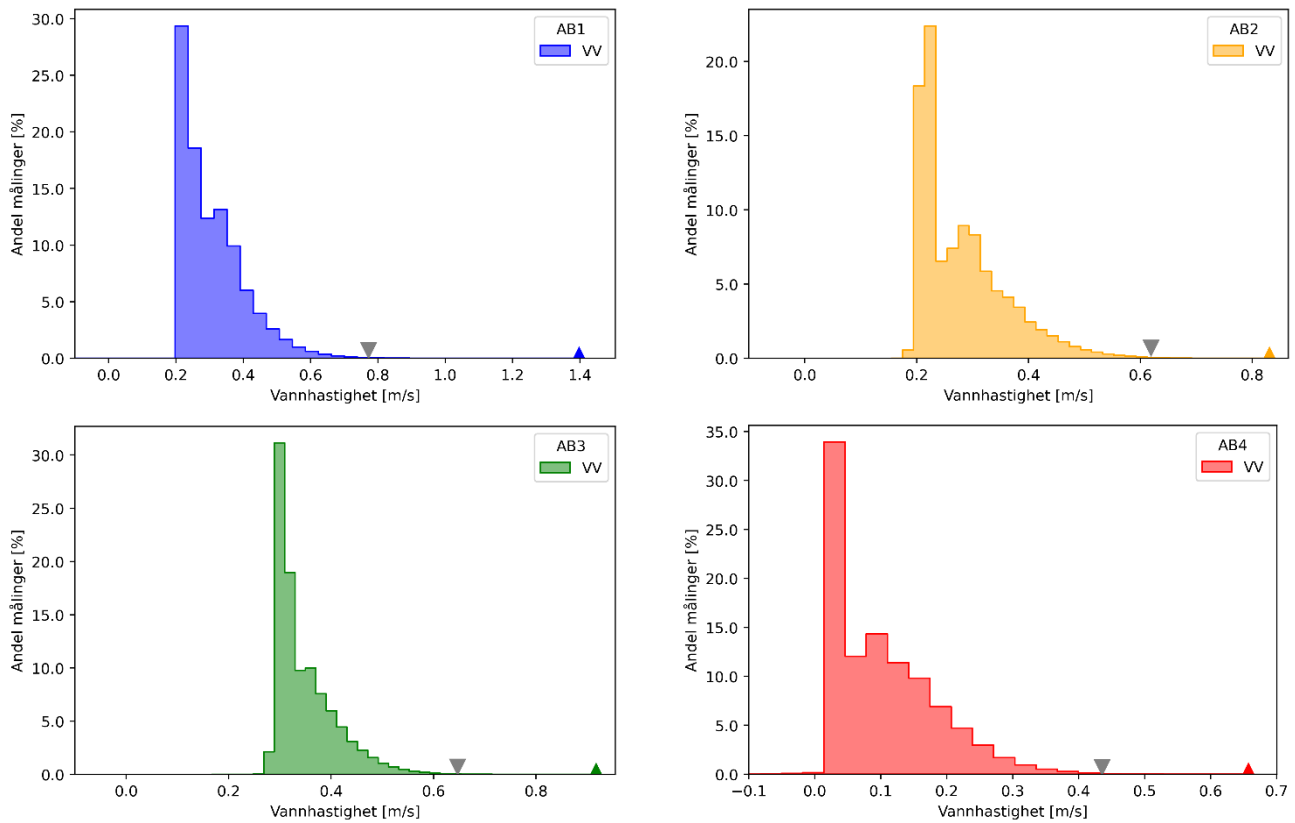 AB1
VV
30.0
25.0
20.0
15.0
10.0
5.0
0.0
Andel målinger [%]
0.0 0.2 0.4 0.6 0.8 1.0 1.2 1.4
Vannhastighet [m/s]
AB2
VV
20.0
15.0
10.0
5.0
0.0
Andel målinger [%]
0.0 0.2 0.4 0.6 0.8
Vannhastighet [m/s]
AB3
VV
30.0
25.0
20.0
15.0
10.0
5.0
0.0
Andel målinger [%]
0.0 0.2 0.4 0.6 0.8
Vannhastighet [m/s]
AB4
VV
35.0
30.0
25.0
20.0
15.0
10.0
5.0
0.0
Andel målinger [%]
−0.1 0.0 0.1 0.2 0.3 0.4 0.5 0.6 0.7
Vannhastighet [m/s]